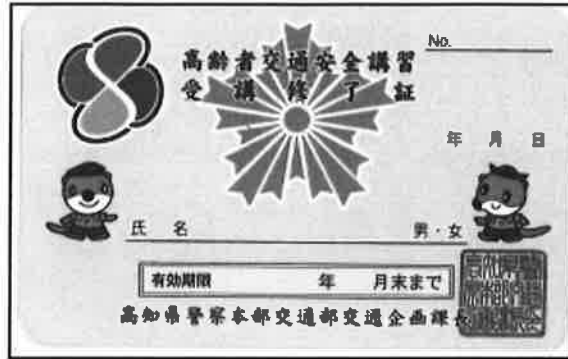 高齢者交通安全講習
受講修了証
No.
年 月 日
氏 名 男・女
有効期限 年 月末まで
高知県警察本部交通部交通企画課長